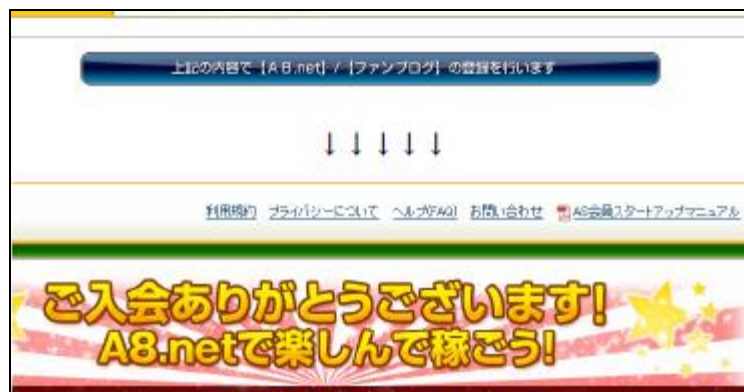 上記の内容で【A8.net】/【ファンブログ】の登録を行います
↓↓↓↓↓
利用規約 プライバシーについて ヘルプ(FAQ) お問い合わせ A8会員スタートアップマニュアル
ご入会ありがとうございます!
A8.netで楽しんで稼ごう!